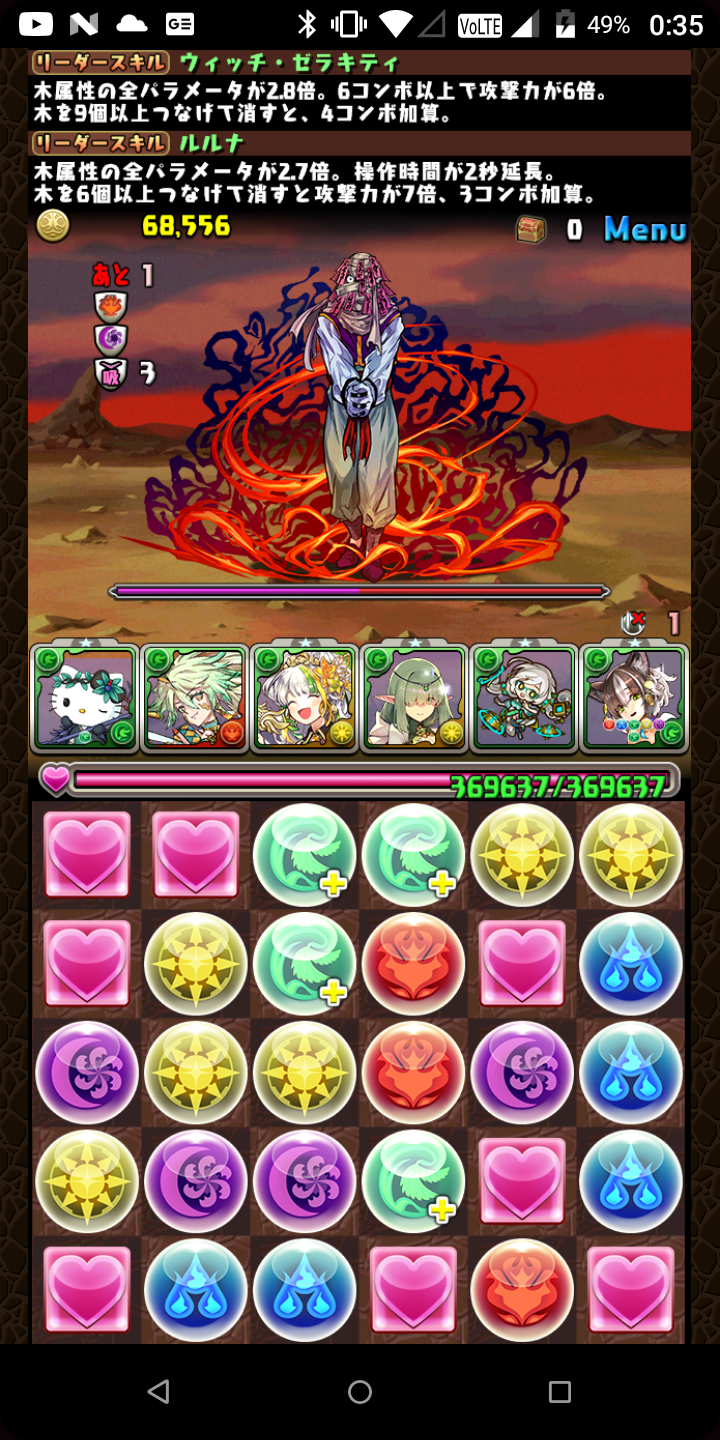 GE
VoLTE
49%
0:35
リーダースキル ウィッチ・ゼラキティ
木属性の全パラメータが2.8倍。6コンボ以上で攻撃力が6倍。
木を9個以上つなげて消すと、4コンボ加算。
リーダースキル ルルナ
木属性の全パラメータが2.7倍。操作時間が2秒延長。
木を6個以上つなげて消すと攻撃力が7倍、3コンボ加算。
68,556
0
Menu
あと 1
吸 3
1
369637/369637